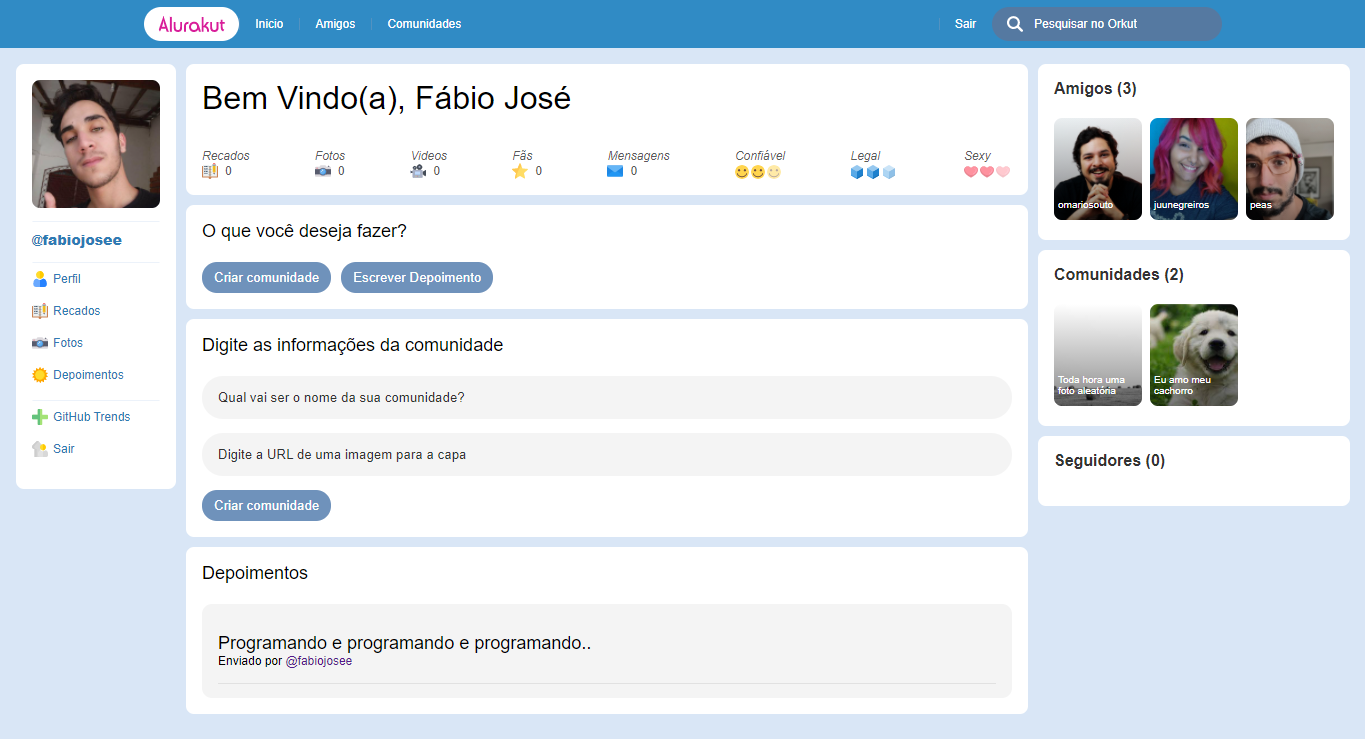 Alurakut
Inicio
Amigos
Comunidades
Sair
Pesquisar no Orkut
@fabiojosee
Perfil
Recados
Fotos
Depoimentos
GitHub Trends
Sair
Bem Vindo(a), Fábio José
Recados
0
Fotos
0
Videos
0
Fãs
0
Mensagens
0
Confiável
Legal
Sexy
O que você deseja fazer?
Criar comunidade
Escrever Depoimento
Digite as informações da comunidade
Qual vai ser o nome da sua comunidade?
Digite a URL de uma imagem para a capa
Criar comunidade
Depoimentos
Programando e programando e programando..
Enviado por @fabiojosee
Amigos (3)
omariosouto
juunegreiros
peas
Comunidades (2)
Toda hora uma
foto aleatória
Eu amo meu
cachorro
Seguidores (0)